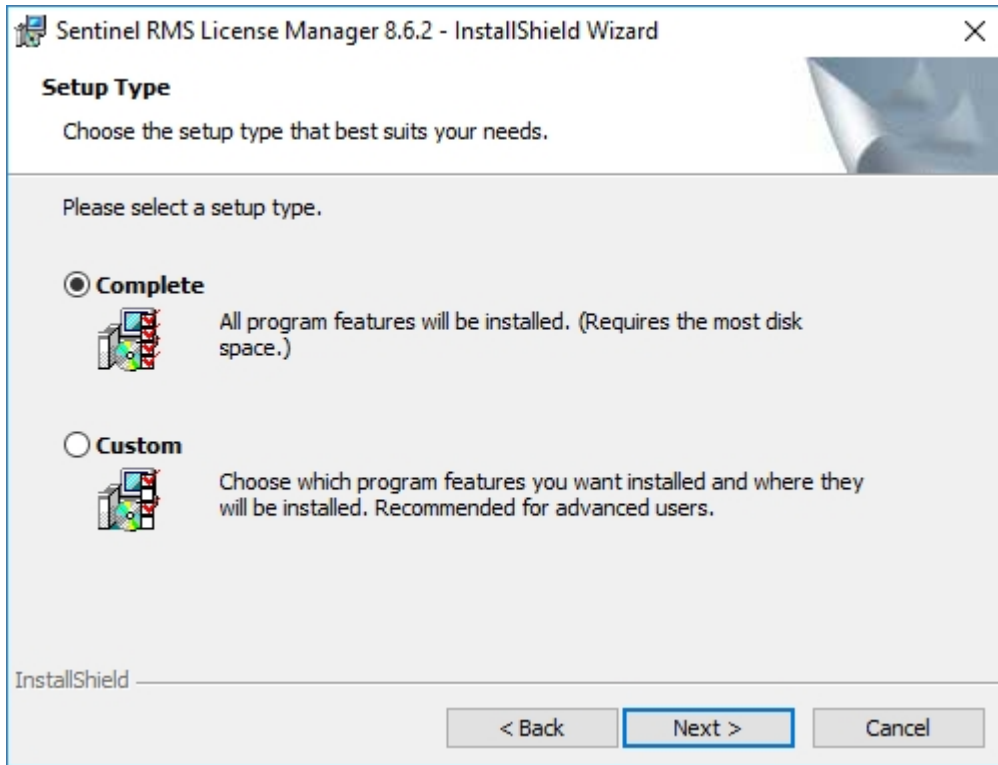 Sentinel RMS License Manager 8.6.2 - InstallShield Wizard
Setup Type
Choose the setup type that best suits your needs.
Please select a setup type.
Complete
All program features will be installed. (Requires the most disk
space.)
Custom
Choose which program features you want installed and where they
will be installed. Recommended for advanced users.
InstallShield
< Back
Next >
Cancel